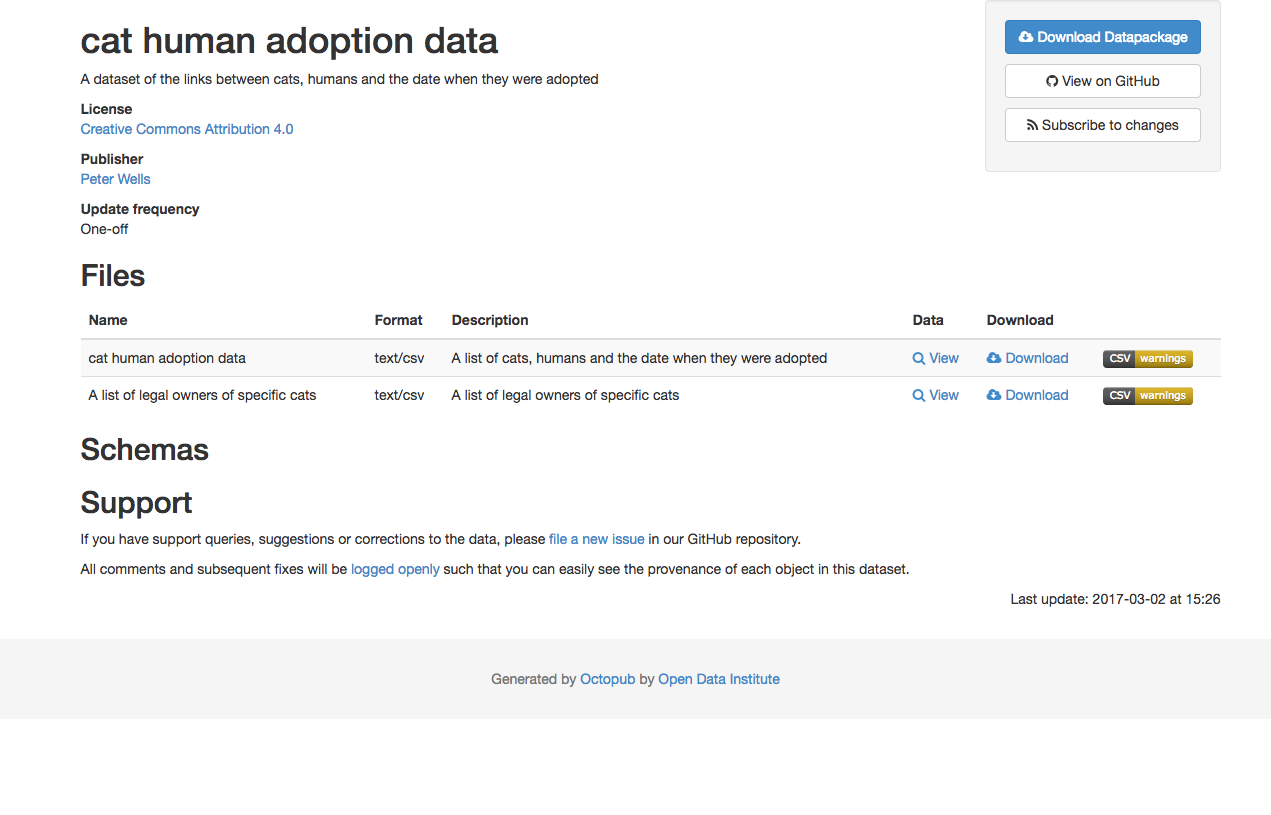 cat human adoption data
A dataset of the links between cats, humans and the date when they were adopted
License
Creative Commons Attribution 4.0
Publisher
Peter Wells
Update frequency
One-off
Download Datapackage
View on GitHub
Subscribe to changes
Files
Name Format Description Data Download
cat human adoption data text/csv A list of cats, humans and the date when they were adopted View Download CSV warnings
A list of legal owners of specific cats text/csv A list of legal owners of specific cats View Download CSV warnings
Schemas
Support
If you have support queries, suggestions or corrections to the data, please file a new issue in our GitHub repository.
All comments and subsequent fixes will be logged openly such that you can easily see the provenance of each object in this dataset.
Last update: 2017-03-02 at 15:26
Generated by Octopub by Open Data Institute